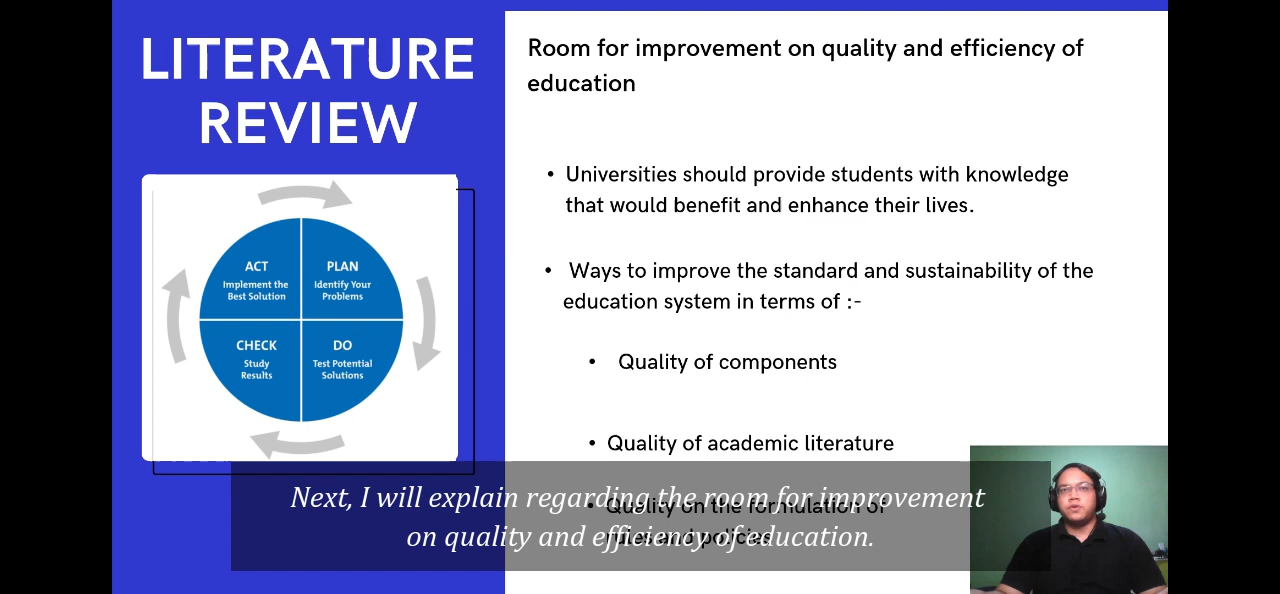 LITERATURE
REVIEW
ACT
Implement the
Best Solution
PLAN
Identify Your
Problems
CHECK
Study
Results
DO
Test Potential
Solutions
Room for improvement on quality and efficiency of
education
• Universities should provide students with knowledge
that would benefit and enhance their lives.
• Ways to improve the standard and sustainability of the
education system in terms of :-
• Quality of components
• Quality of academic literature
• Quality on the formulation of
rules and policies
Next, I will explain regarding the room for improvement
on quality and efficiency of education.